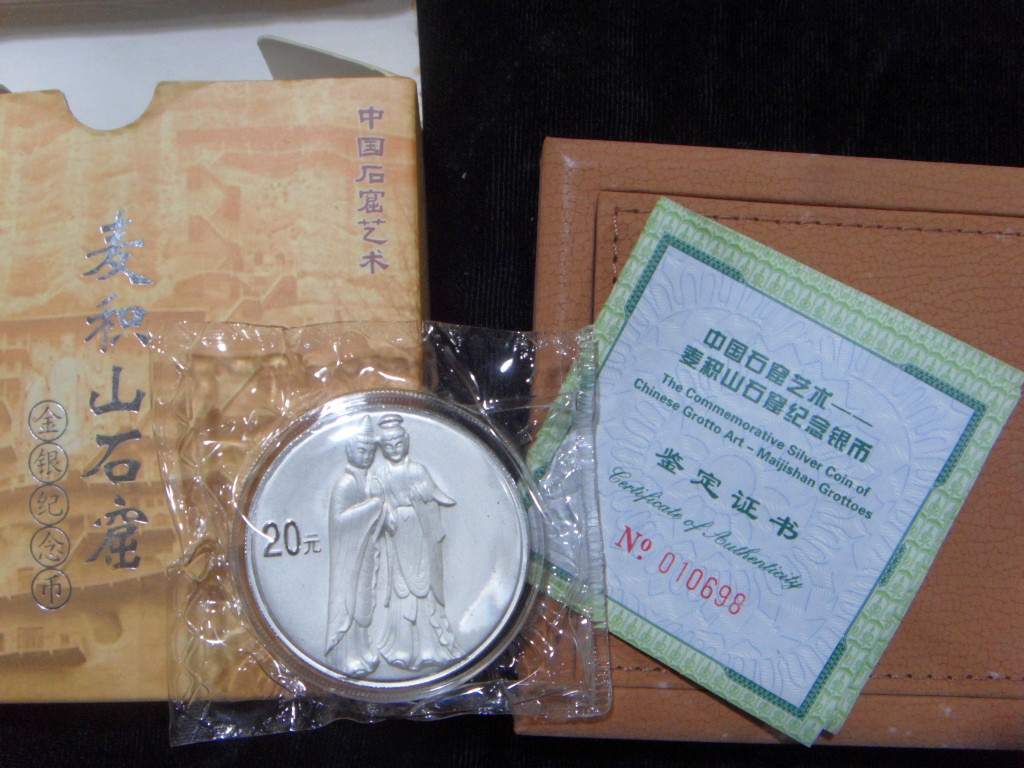 中国石窟艺术
麦积山石窟
金银纪念币
20元
中国石窟艺术——
麦积山石窟纪念银币
The Commemorative Silver Coin of
Chinese Grotto Art - Maijishan Grottoes
鉴定证书
Certificate of Authenticity
Nº 010698